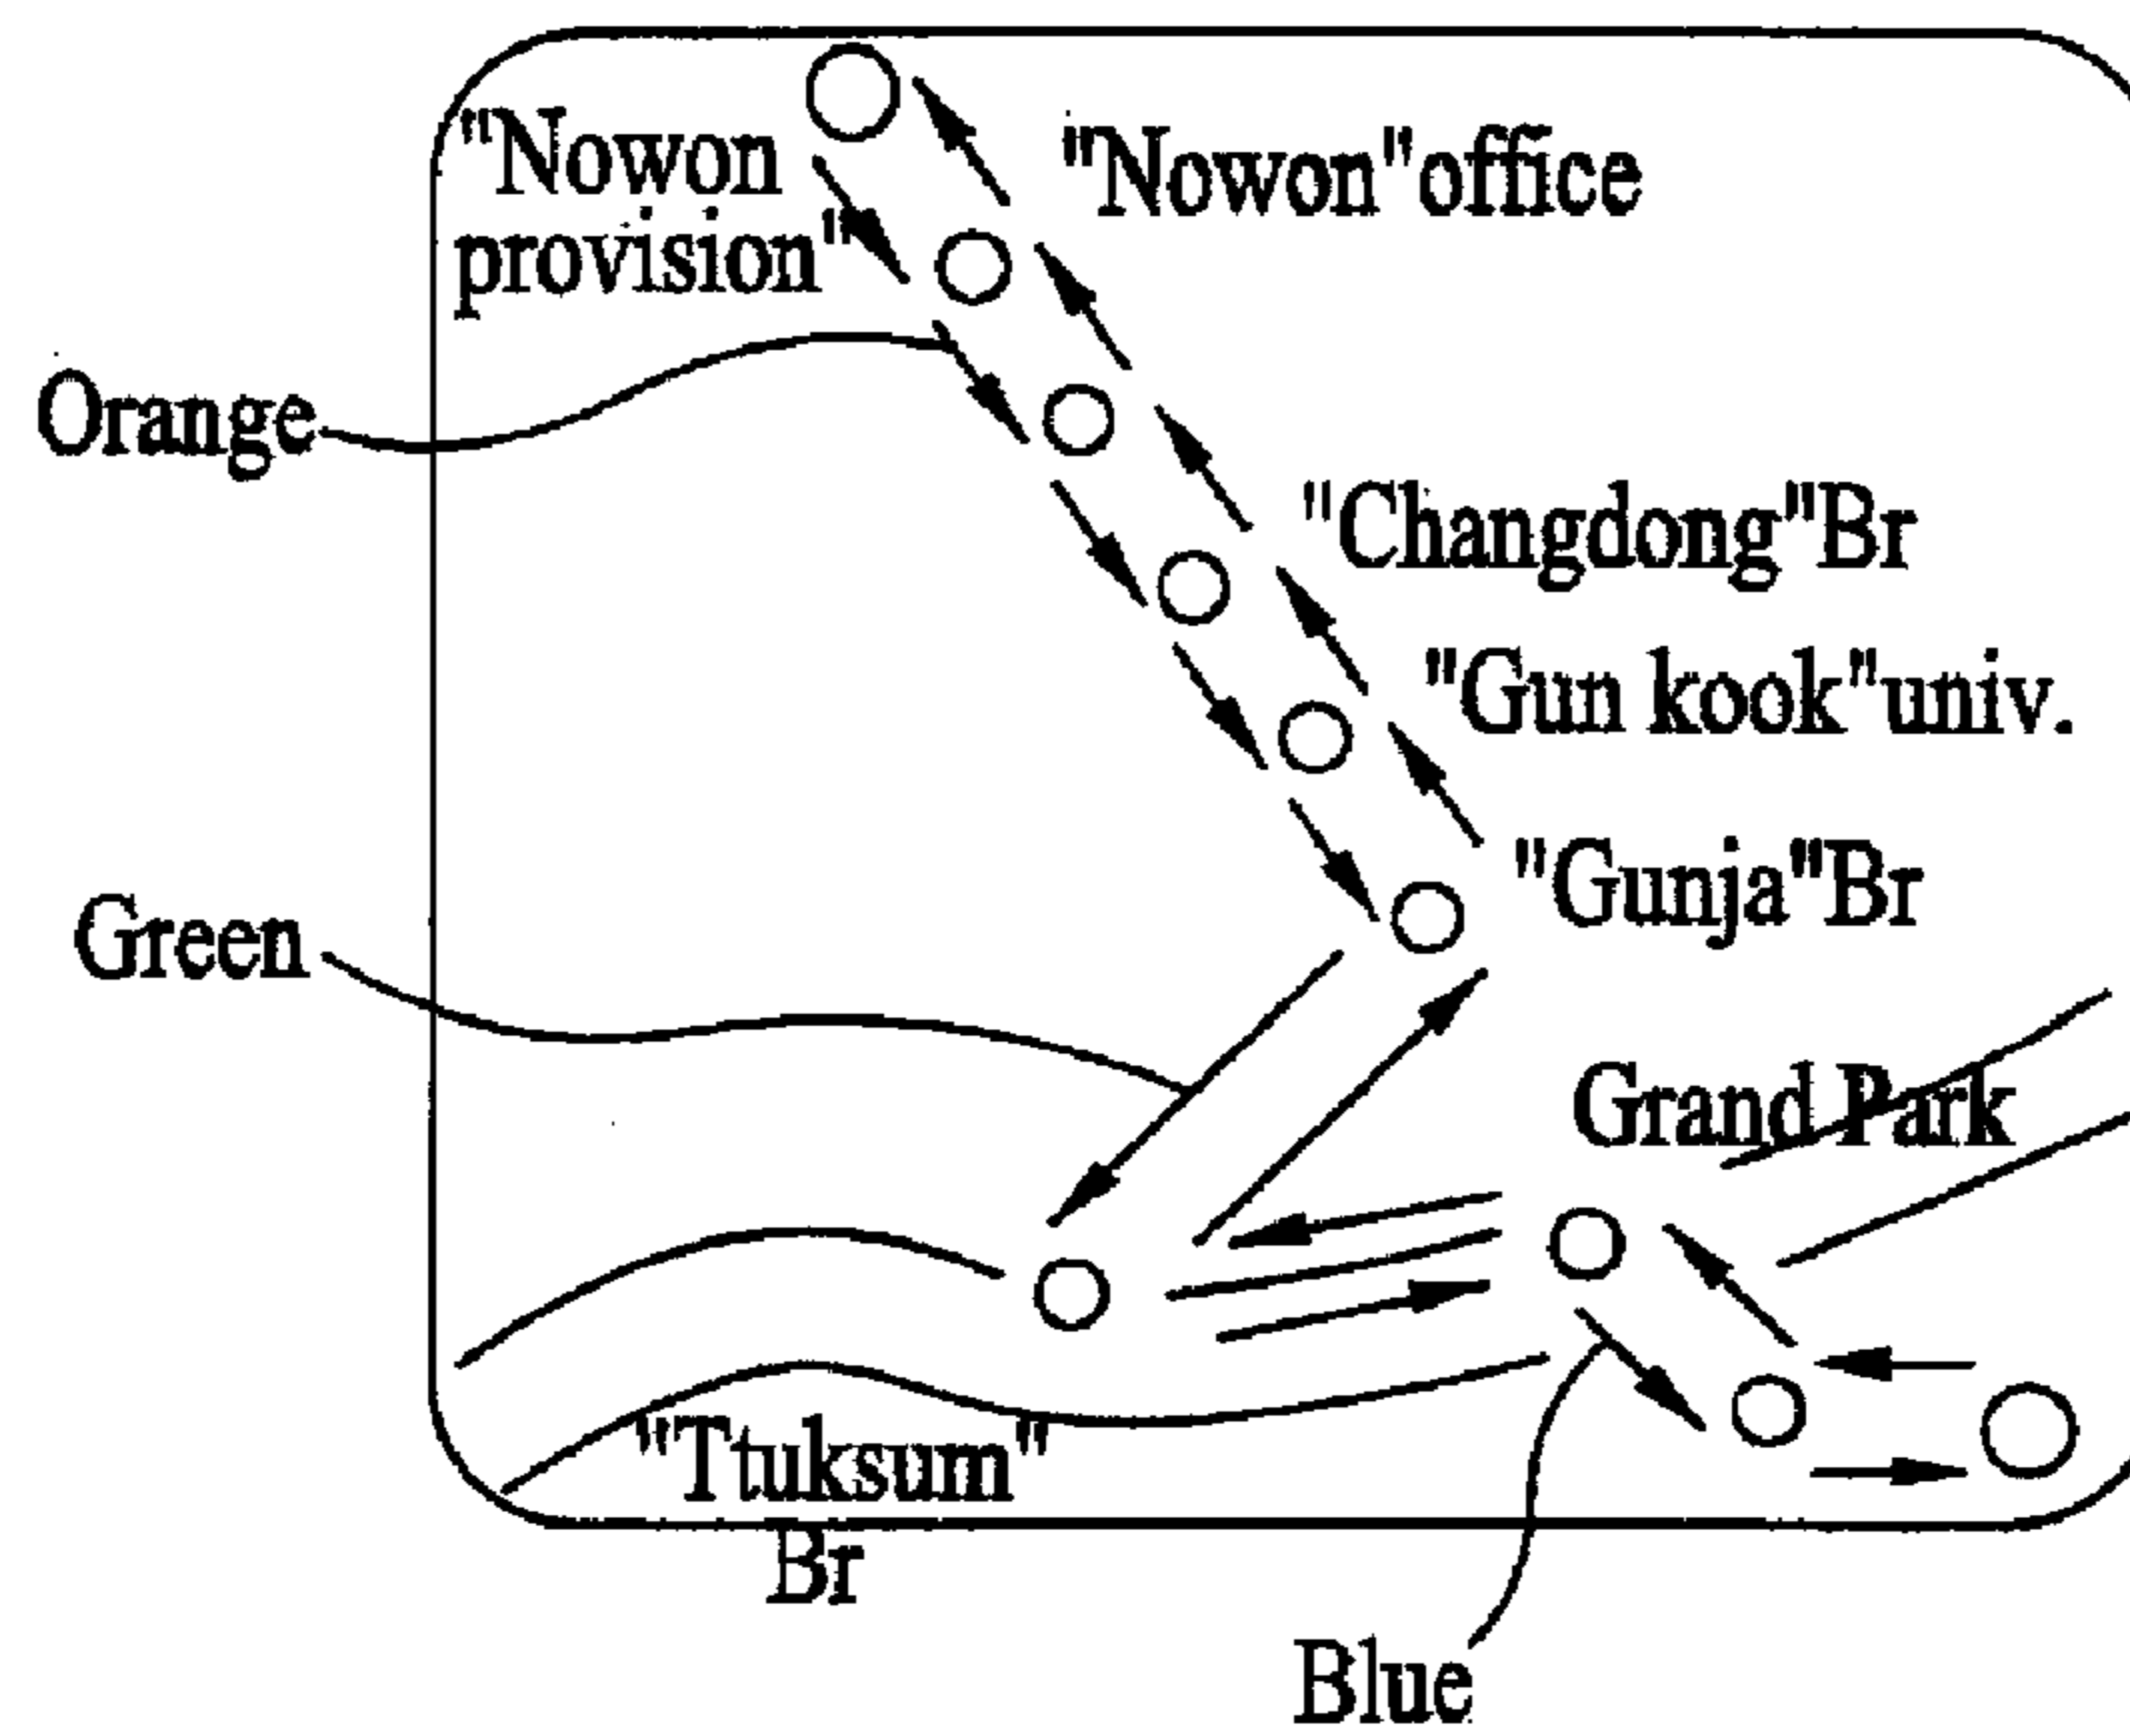 "Nowon
provision"
"Nowon"office
Orange
"Changdong"Br
"Gun kook"univ.
"Gunja"Br
Green
Grand Park
"Ttuksum"
Br
Blue